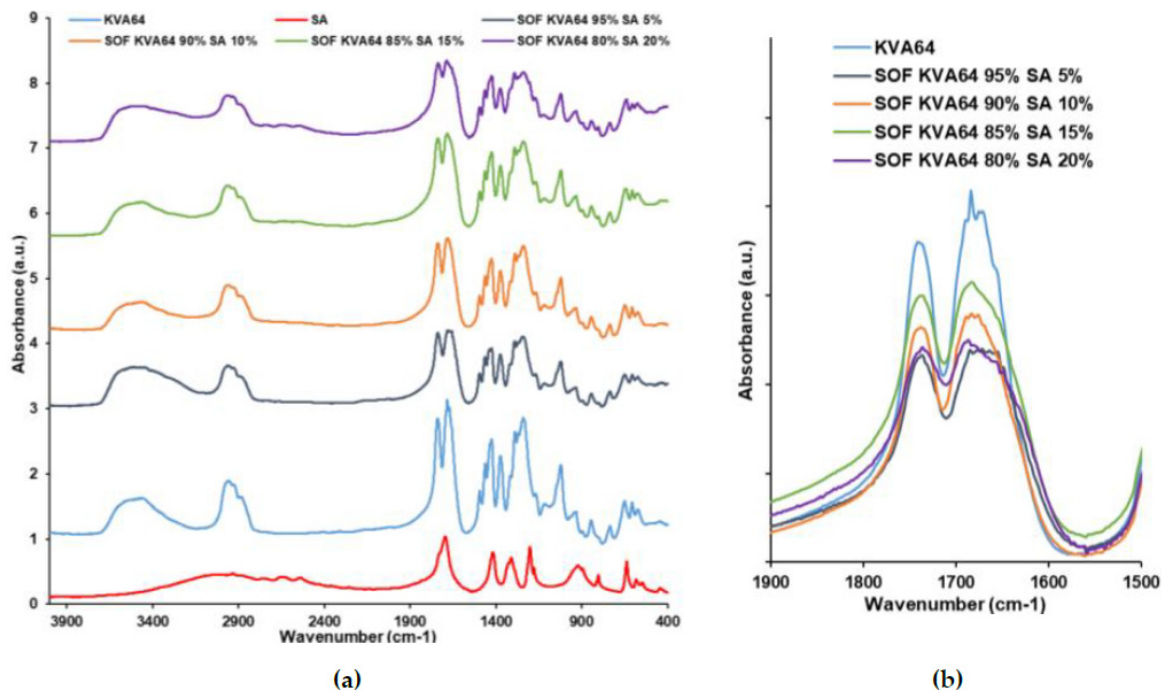 KVA64 SA SOF KVA64 95% SA 5%
SOF KVA64 90% SA 10% SOF KVA64 85% SA 15% SOF KVA64 80% SA 20%
9
8
7
6
5
4
3
2
1
0
Absorbance (a.u.)
3900 3400 2900 2400 1900 1400 900 400
Wavenumber (cm-1)
(a)
KVA64
SOF KVA64 95% SA 5%
SOF KVA64 90% SA 10%
SOF KVA64 85% SA 15%
SOF KVA64 80% SA 20%
Absorbance (a.u.)
1900 1800 1700 1600 1500
Wavenumber (cm-1)
(b)